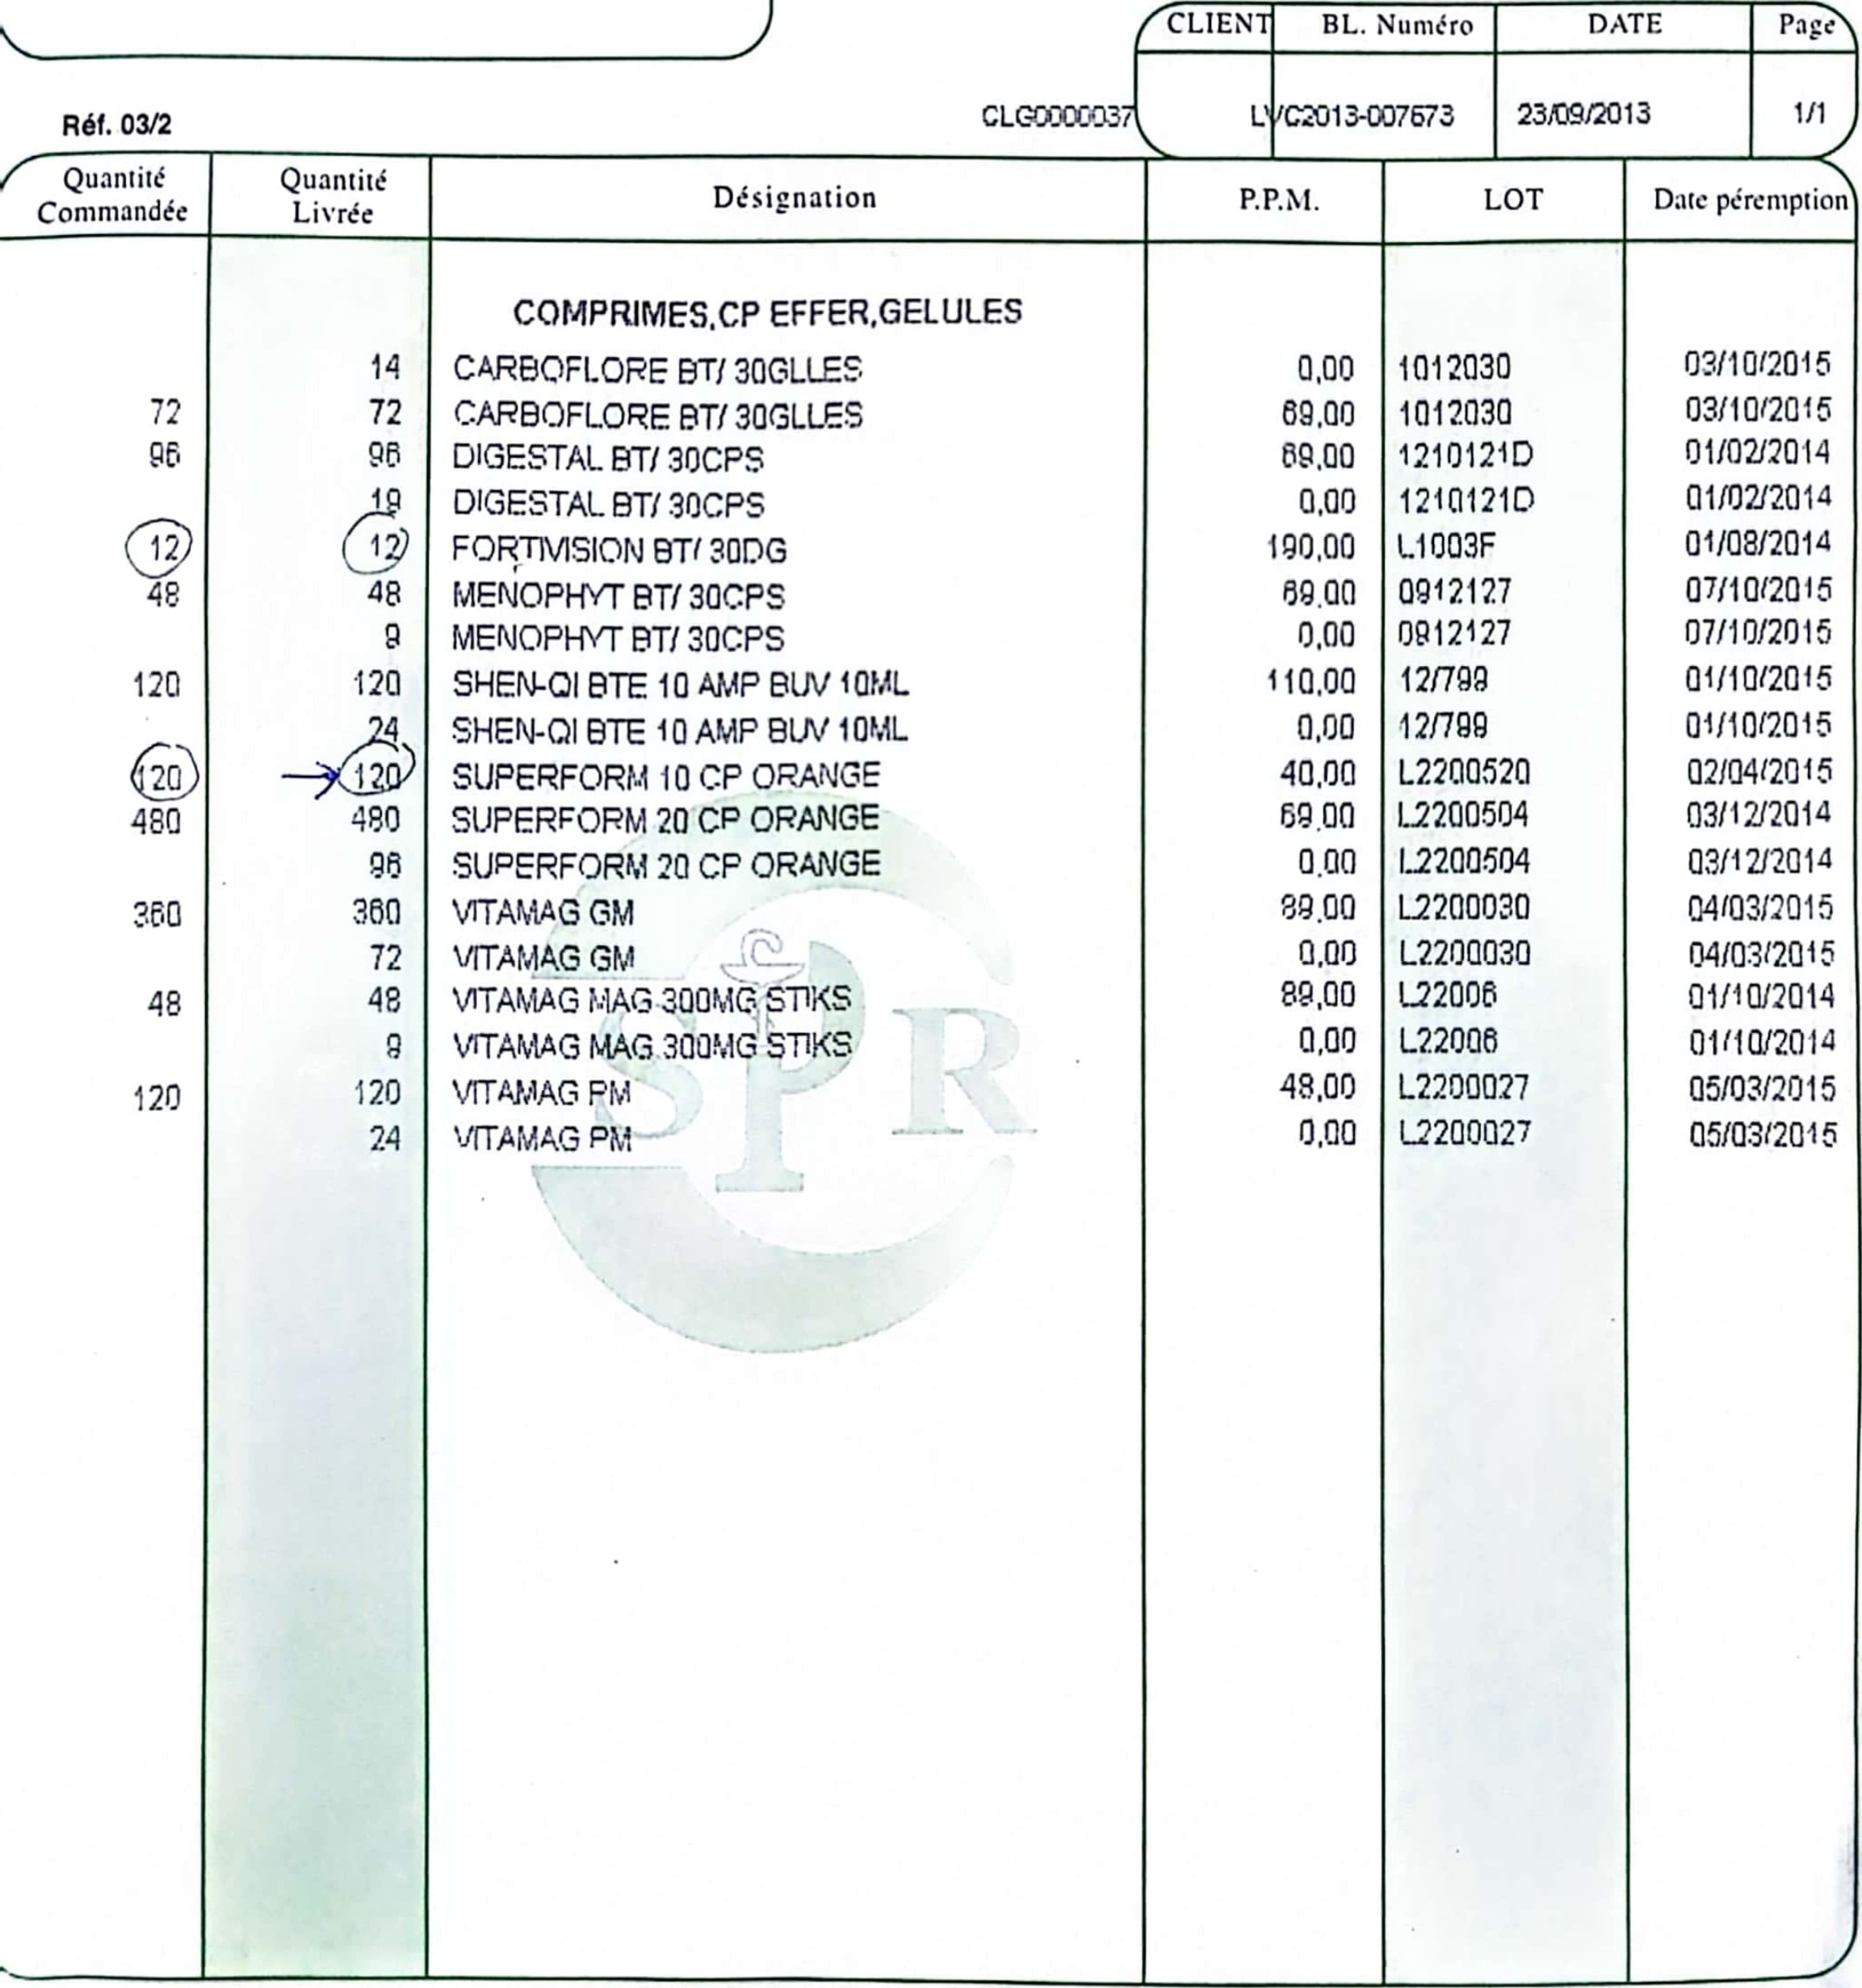 CLIENT BL. Numéro DATE Page
Réf. 03/2 CLG0000037 LVC2013-007673 23/09/2013 1/1
Quantité Commandée Quantité Livrée Désignation P.P.M. LOT Date péremption
COMPRIMES,CP EFFER,GELULES
14 CARBOFLORE BT/ 30GLLES 0,00 1012030 03/10/2015
72 72 CARBOFLORE BT/ 30GLLES 69,00 1012030 03/10/2015
96 96 DIGESTAL BT/ 30CPS 69,00 1210121D 01/02/2014
19 DIGESTAL BT/ 30CPS 0,00 1210121D 01/02/2014
12 12 FORTIVISION BT/ 30DG 190,00 L1003F 01/08/2014
48 48 MENOPHYT BT/ 30CPS 69,00 0912127 07/10/2015
9 MENOPHYT BT/ 30CPS 0,00 0912127 07/10/2015
120 120 SHEN-QI BTE 10 AMP BUV 10ML 110,00 12/799 01/10/2015
24 SHEN-QI BTE 10 AMP BUV 10ML 0,00 12/799 01/10/2015
120 120 SUPERFORM 10 CP ORANGE 40,00 L2200520 02/04/2015
480 480 SUPERFORM 20 CP ORANGE 69,00 L2200504 03/12/2014
96 SUPERFORM 20 CP ORANGE 0,00 L2200504 03/12/2014
360 360 VITAMAG GM 89,00 L2200030 04/03/2015
72 VITAMAG GM 0,00 L2200030 04/03/2015
48 48 VITAMAG MAG 300MG STIKS 89,00 L22006 01/10/2014
9 VITAMAG MAG 300MG STIKS 0,00 L22006 01/10/2014
120 120 VITAMAG PM 48,00 L2200027 05/03/2015
24 VITAMAG PM 0,00 L2200027 05/03/2015
SPR